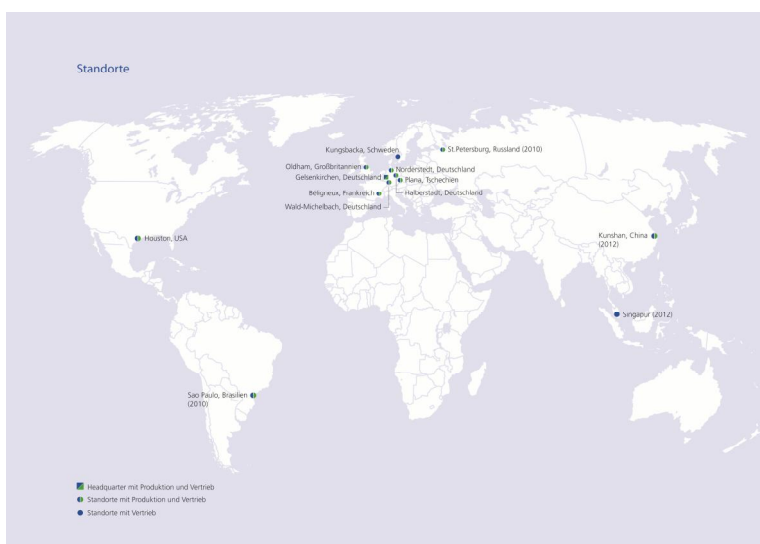 Standorte
Kungsbacka, Schweden
St.Petersburg, Russland (2010)
Oldham, Großbritannien
Norderstedt, Deutschland
Gelsenkirchen, Deutschland
Plana, Tschechien
Béligneux, Frankreich
Halberstadt, Deutschland
Wald-Michelbach, Deutschland
Houston, USA
Kunshan, China
(2012)
Singapur (2012)
Sao Paulo, Brasilien
(2010)
Headquarter mit Produktion und Vertrieb
Standorte mit Produktion und Vertrieb
Standorte mit Vertrieb